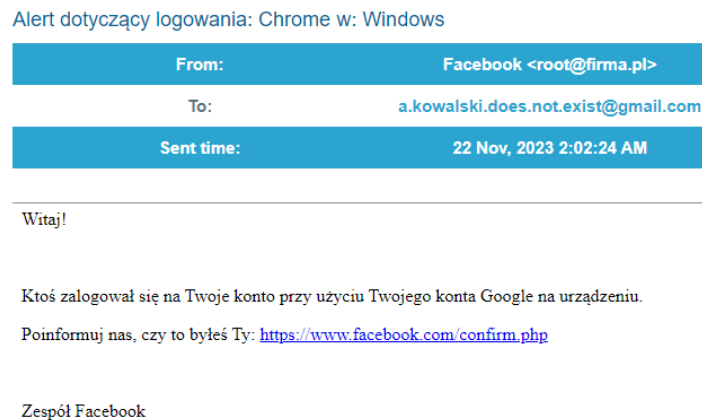 Alert dotyczący logowania: Chrome w: Windows
From: Facebook <root@firma.pl>
To: a.kowalski.does.not.exist@gmail.com
Sent time: 22 Nov, 2023 2:02:24 AM
Witaj!
Ktoś zalogował się na Twoje konto przy użyciu Twojego konta Google na urządzeniu.
Poinformuj nas, czy to byłeś Ty: https://www.facebook.com/confirm.php
Zespół Facebook